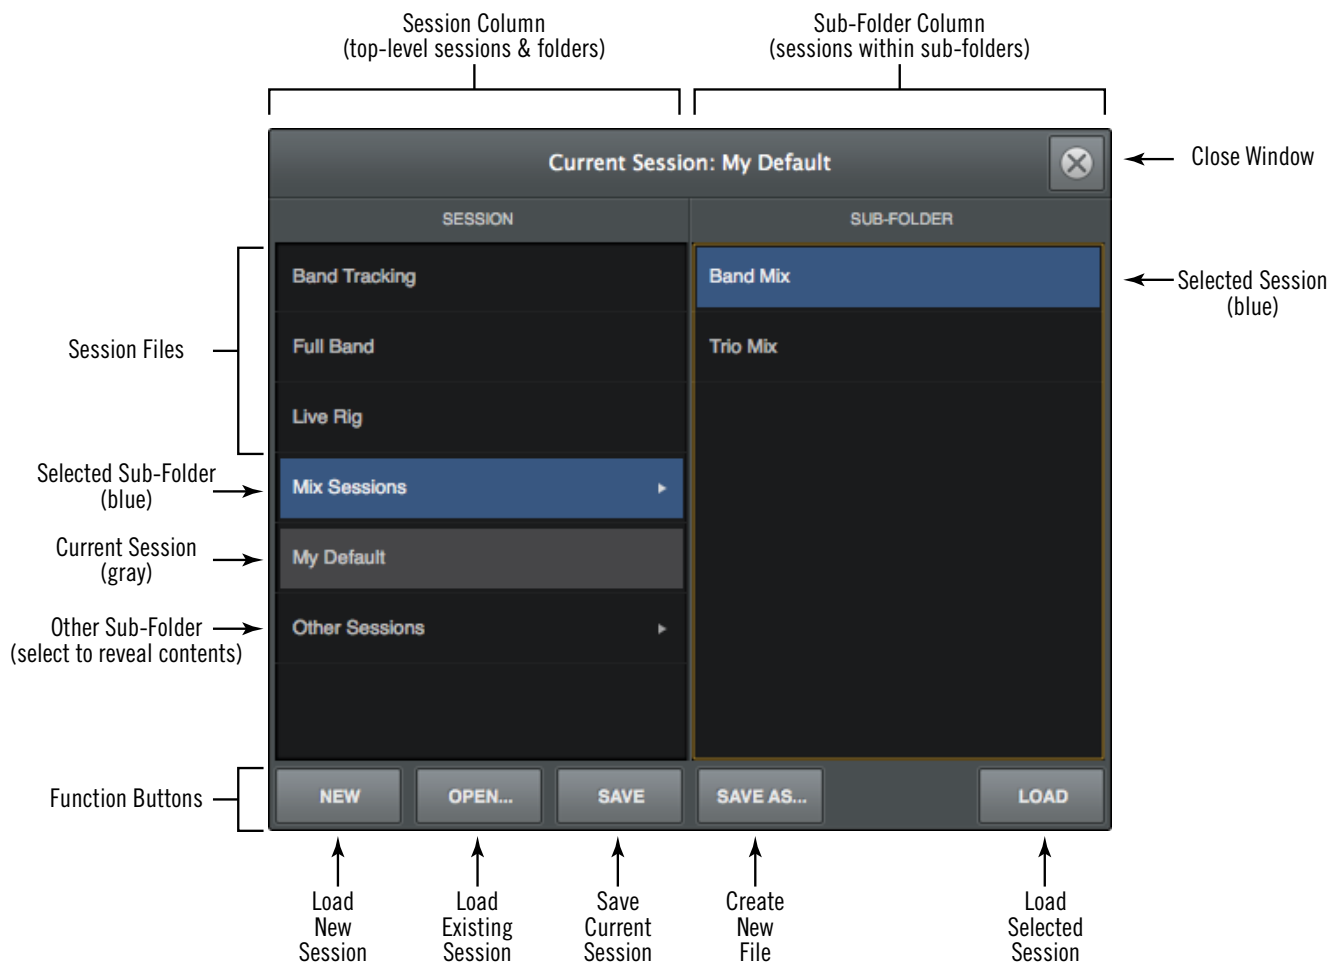 Session Column
(top-level sessions & folders)
Sub-Folder Column
(sessions within sub-folders)
Current Session: My Default
Close Window
SESSION
SUB-FOLDER
Session Files
Band Tracking
Full Band
Live Rig
Band Mix
Trio Mix
Selected Session
(blue)
Selected Sub-Folder
(blue)
Mix Sessions
Current Session
(gray)
My Default
Other Sub-Folder
(select to reveal contents)
Other Sessions
Function Buttons
NEW
OPEN...
SAVE
SAVE AS...
LOAD
Load
New
Session
Load
Existing
Session
Save
Current
Session
Create
New
File
Load
Selected
Session